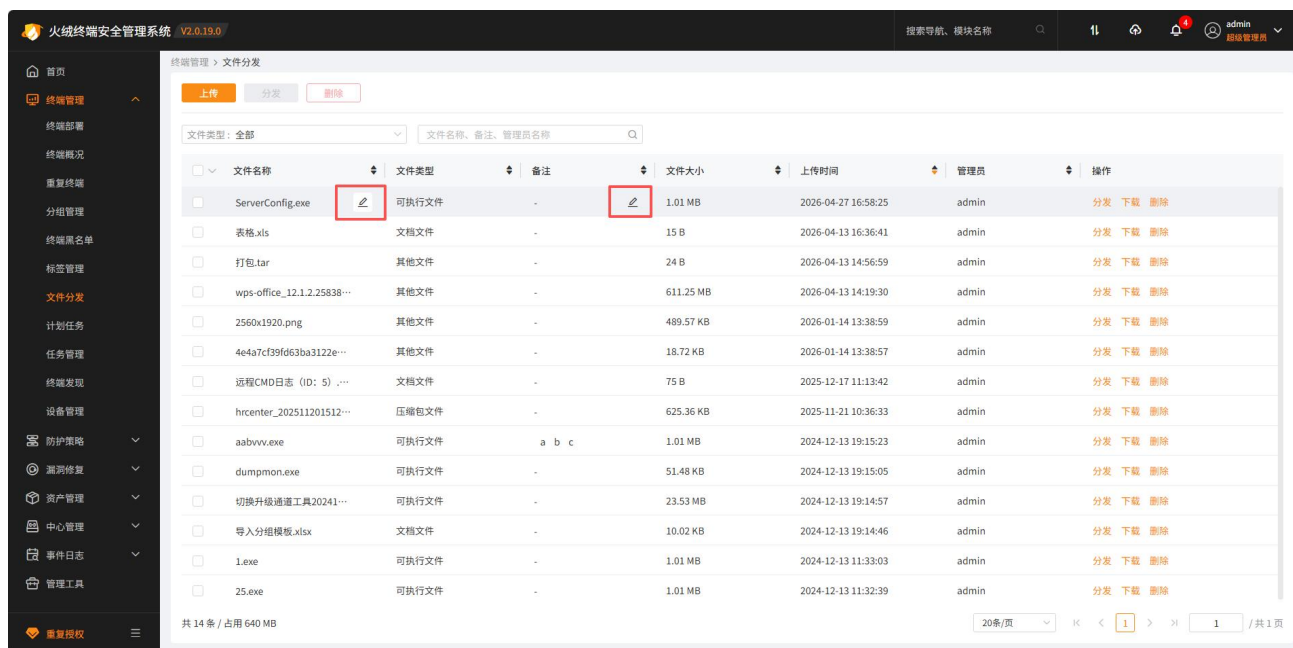 火绒终端安全管理系统 V2.0.19.0 搜索导航、模块名称 4 admin
超级管理员
首页
终端管理
终端部署
终端概况
重复终端
分组管理
终端黑名单
标签管理
文件分发
计划任务
任务管理
终端发现
设备管理
防护策略
漏洞修复
资产管理
中心管理
事件日志
管理工具
重复授权
终端管理 > 文件分发
上传 分发 删除
文件类型: 全部 文件名称、备注、管理员名称
文件名称 文件类型 备注 文件大小 上传时间 管理员 操作
ServerConfig.exe 可执行文件 - 1.01 MB 2026-04-27 16:58:25 admin 分发 下载 删除
表格.xls 文档文件 - 15 B 2026-04-13 16:36:41 admin 分发 下载 删除
打包.tar 其他文件 - 24 B 2026-04-13 14:56:59 admin 分发 下载 删除
wps-office_12.1.2.25838··· 其他文件 - 611.25 MB 2026-04-13 14:19:30 admin 分发 下载 删除
2560x1920.png 其他文件 - 489.57 KB 2026-01-14 13:38:59 admin 分发 下载 删除
4e4a7cf39fd63ba3122e··· 其他文件 - 18.72 KB 2026-01-14 13:38:57 admin 分发 下载 删除
远程CMD日志（ID：5）.··· 文档文件 - 75 B 2025-12-17 11:13:42 admin 分发 下载 删除
hrcenter_202511201512··· 压缩包文件 - 625.36 KB 2025-11-21 10:36:33 admin 分发 下载 删除
aabvvv.exe 可执行文件 a b c 1.01 MB 2024-12-13 19:15:23 admin 分发 下载 删除
dumpmon.exe 可执行文件 - 51.48 KB 2024-12-13 19:15:05 admin 分发 下载 删除
切换升级通道工具20241··· 可执行文件 - 23.53 MB 2024-12-13 19:14:57 admin 分发 下载 删除
导入分组模板.xlsx 文档文件 - 10.02 KB 2024-12-13 19:14:46 admin 分发 下载 删除
1.exe 可执行文件 - 1.01 MB 2024-12-13 11:33:03 admin 分发 下载 删除
25.exe 可执行文件 - 1.01 MB 2024-12-13 11:32:39 admin 分发 下载 删除
共 14 条 / 占用 640 MB 20条/页 1 1 / 共 1 页